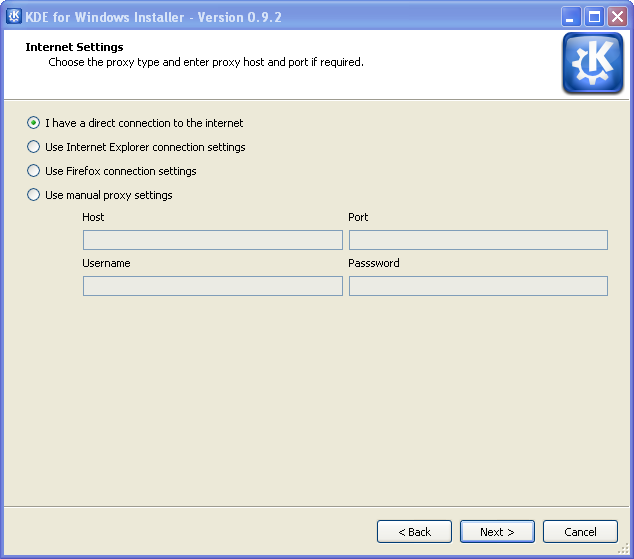 KDE for Windows Installer - Version 0.9.2
Internet Settings
Choose the proxy type and enter proxy host and port if required.
I have a direct connection to the internet
Use Internet Explorer connection settings
Use Firefox connection settings
Use manual proxy settings
Host Port
Username Passsword
< Back Next > Cancel